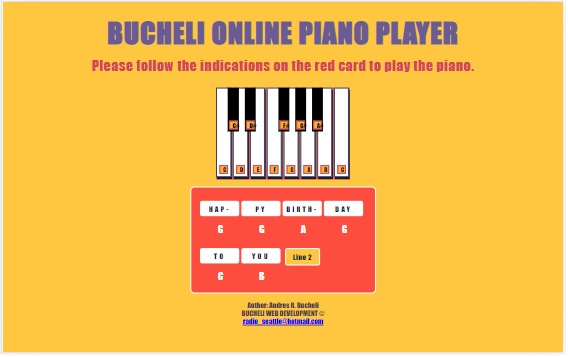 BUCHELI ONLINE PIANO PLAYER
Please follow the indications on the red card to play the piano.
C# D# F# G# A#
C D E F G A B C
HAP- PY BIRTH- DAY
G G A G
TO YOU Line 2
C B
Author: Andres R. Bucheli
BUCHELI WEB DEVELOPMENT ©
radio_seattle@hotmail.com